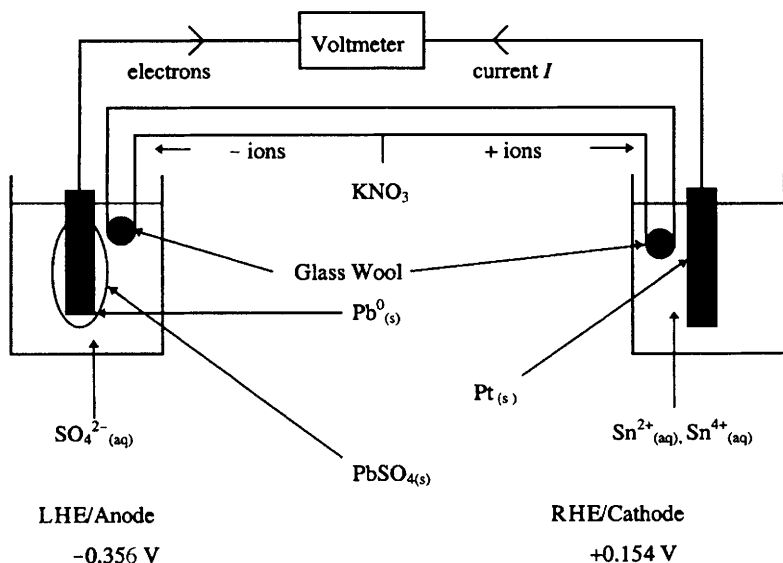 Voltmeter
electrons
current I
– ions
+ ions
KNO₃
Glass Wool
Pb⁰₍ₛ₎
Pt ₍ₛ₎
SO₄²⁻(aq)
Sn²⁺(aq), Sn⁴⁺(aq)
PbSO₄(s)
LHE/Anode
RHE/Cathode
−0.356 V
+0.154 V